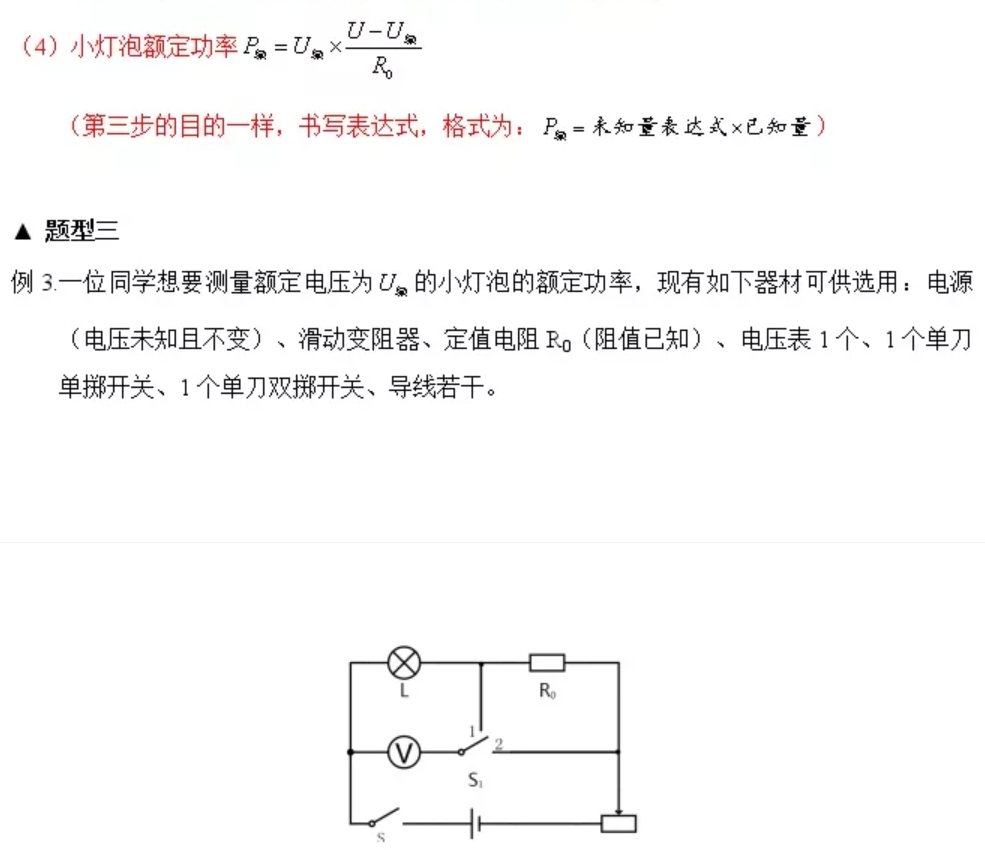 （4）小灯泡额定功率 P额 = U额 × (U－U额)/R₀
（第三步的目的一样，书写表达式，格式为：P额 = 未知量表达式×已知量）
▲ 题型三
例 3.一位同学想要测量额定电压为U额的小灯泡的额定功率，现有如下器材可供选用：电源
（电压未知且不变）、滑动变阻器、定值电阻 R₀（阻值已知）、电压表 1 个、1 个单刀
单掷开关、1 个单刀双掷开关、导线若干。
L
R₀
V
1
2
S₁
S